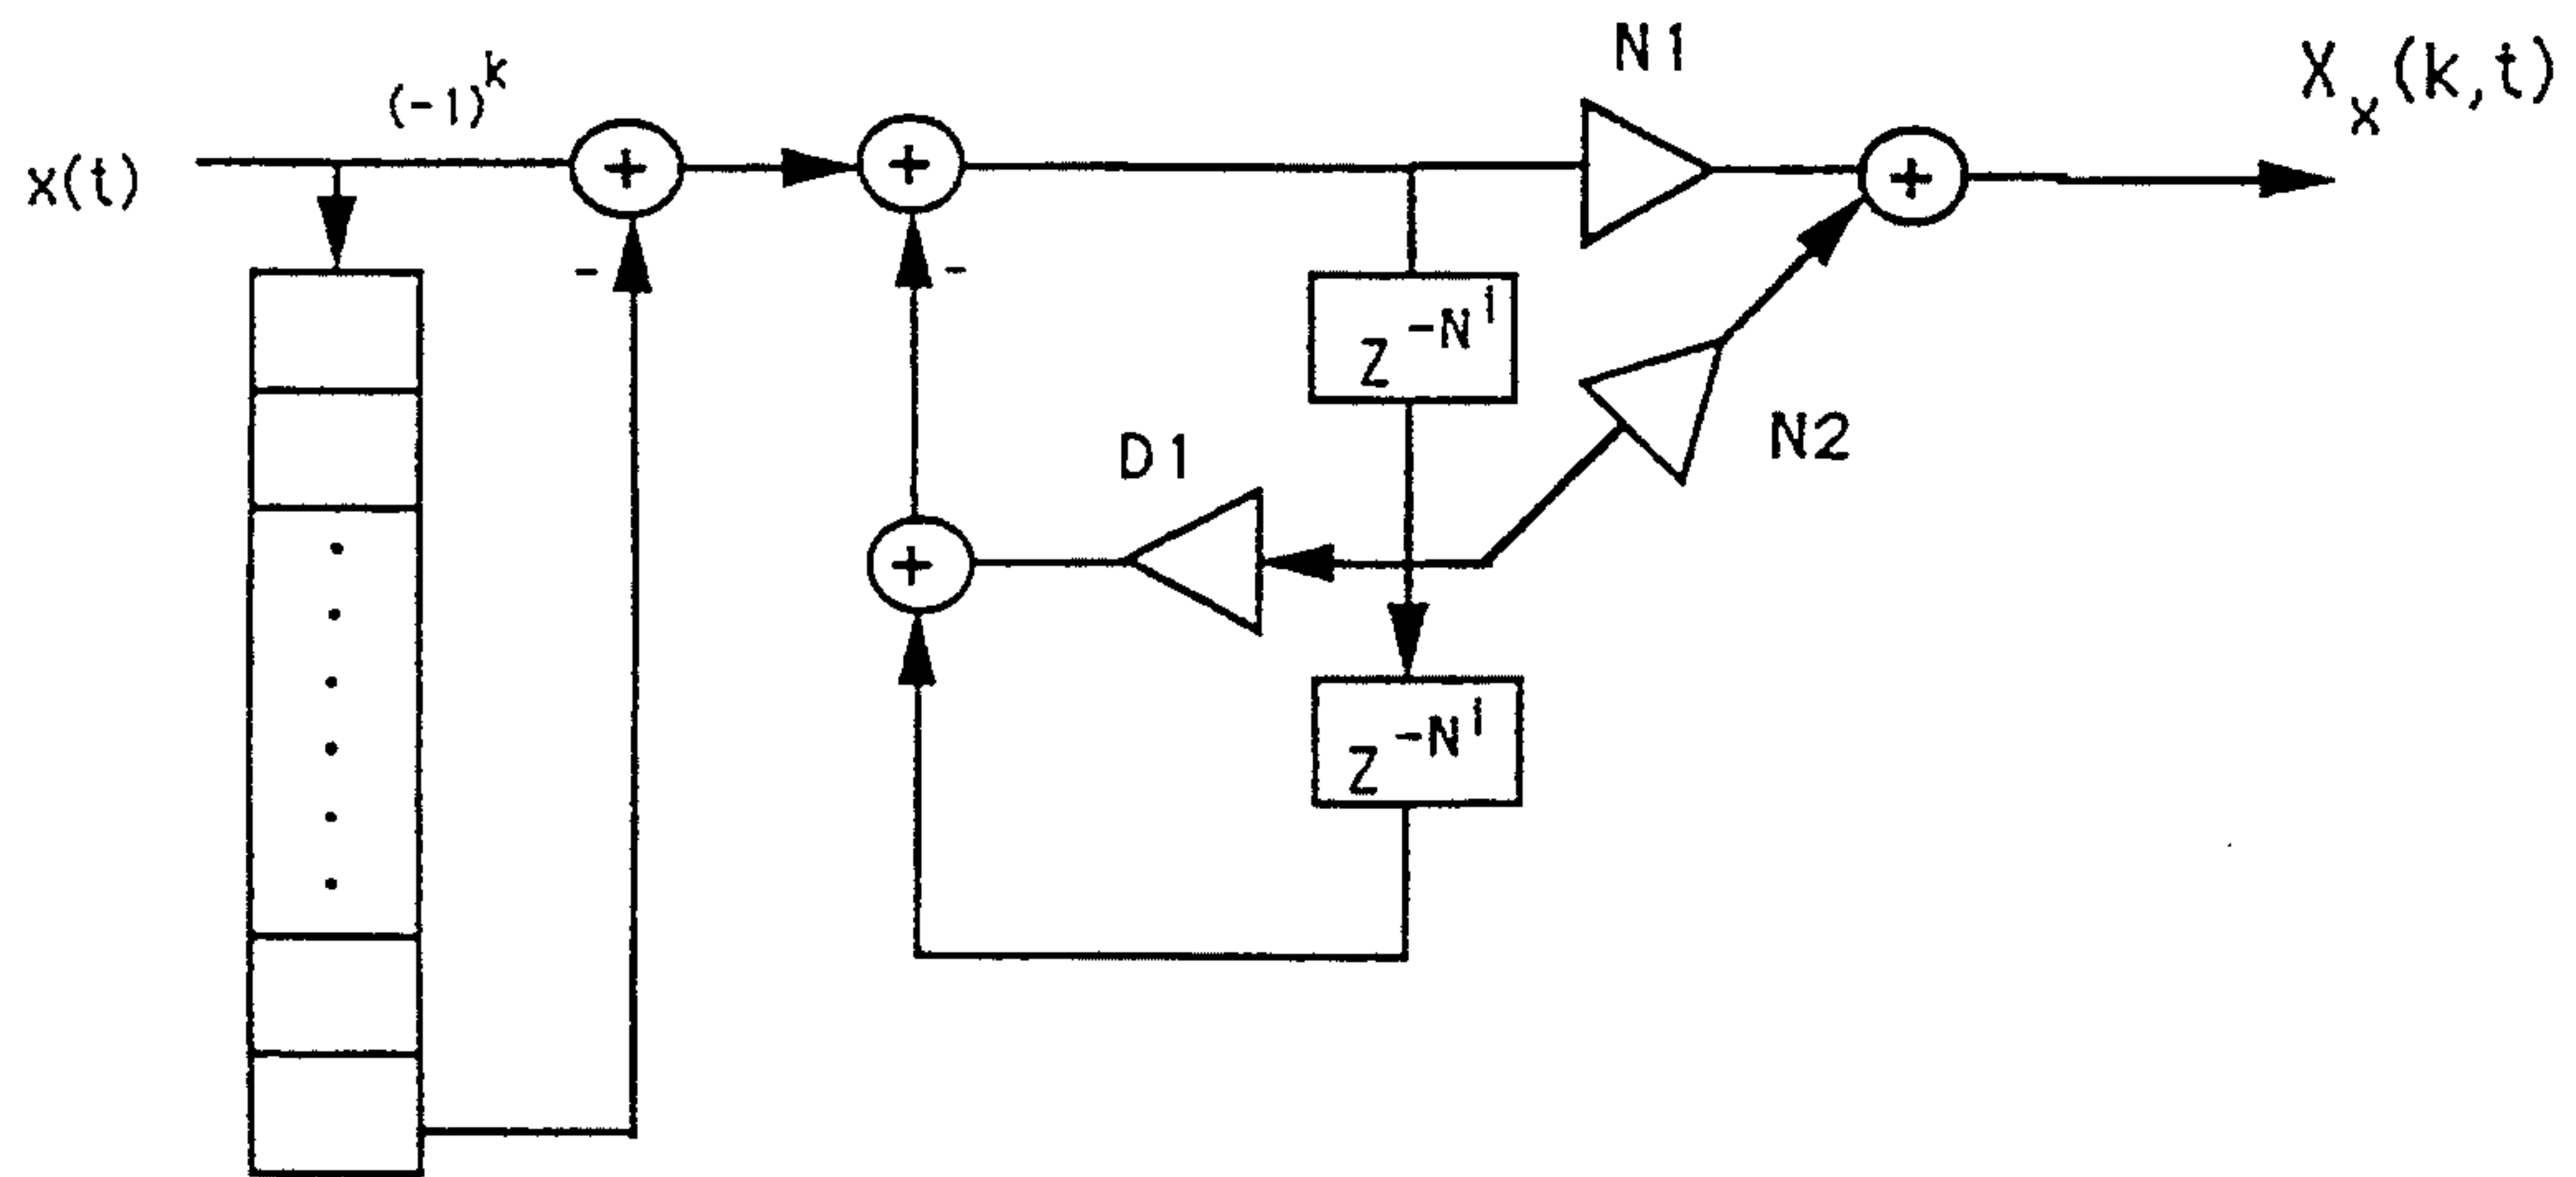 x(t)
(-1)^k
+
+
N1
+
X_x(k,t)
-
-
Z^-N^i
D1
N2
+
Z^-N^i